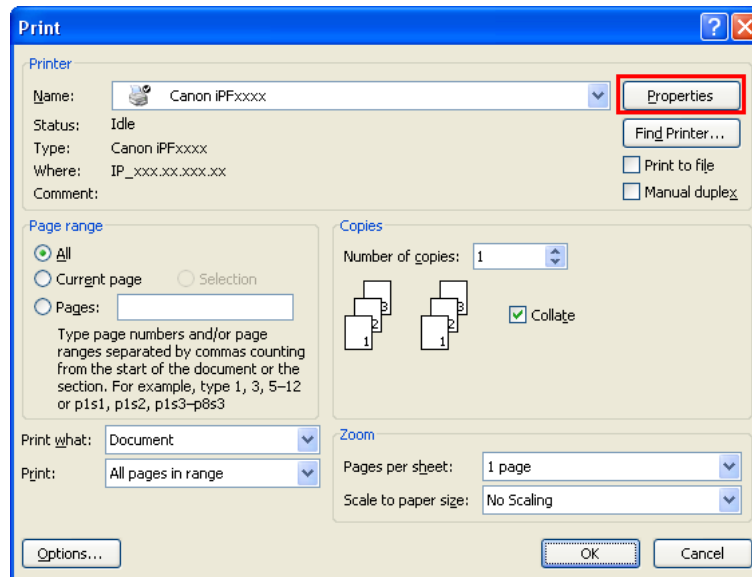 Print
Printer
Name: Canon iPFxxxx Properties
Status: Idle Find Printer...
Type: Canon iPFxxxx
Where: IP_xxx.xx.xxx.xx Print to file
Comment: Manual duplex
Page range
All
Current page Selection
Pages:
Type page numbers and/or page
ranges separated by commas counting
from the start of the document or the
section. For example, type 1, 3, 5–12
or p1s1, p1s2, p1s3–p8s3
Copies
Number of copies: 1
3 3
2 2
1 1
Collate
Print what: Document
Print: All pages in range
Zoom
Pages per sheet: 1 page
Scale to paper size: No Scaling
Options... OK Cancel